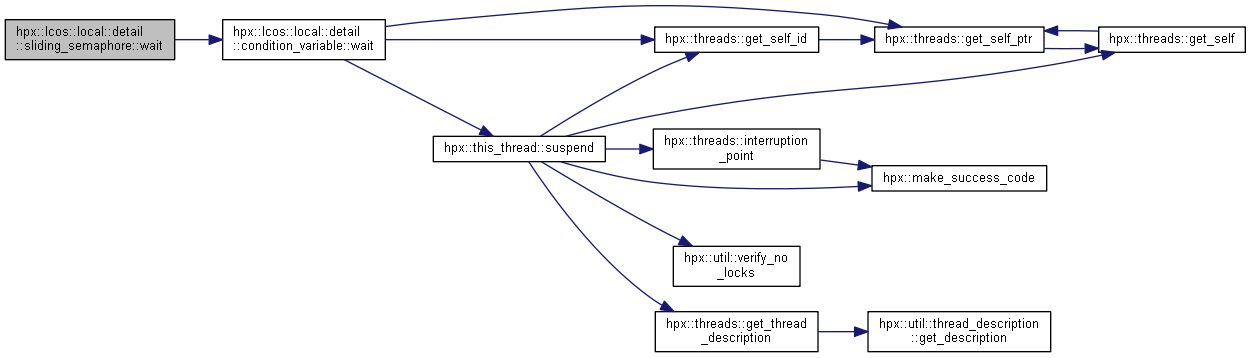 hpx::lcos::local::detail
::sliding_semaphore::wait
hpx::lcos::local::detail
::condition_variable::wait
hpx::threads::get_self_id
hpx::threads::get_self_ptr
hpx::threads::get_self
hpx::this_thread::suspend
hpx::threads::interruption
_point
hpx::make_success_code
hpx::util::verify_no
_locks
hpx::threads::get_thread
_description
hpx::util::thread_description
::get_description